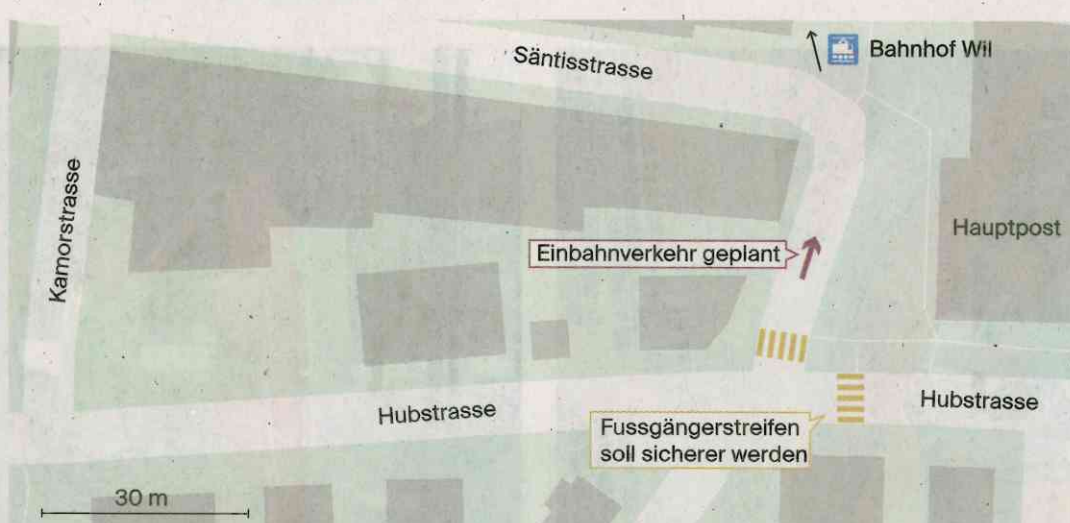 Säntisstrasse
Bahnhof Wil
Kamorstrasse
Hauptpost
Einbahnverkehr geplant
Hubstrasse
Hubstrasse
Fussgängerstreifen
soll sicherer werden
30 m